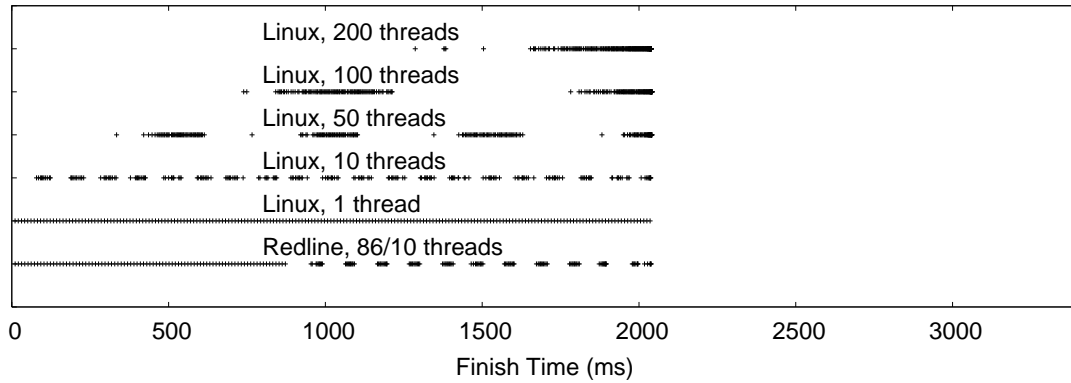 Linux, 200 threads
Linux, 100 threads
Linux, 50 threads
Linux, 10 threads
Linux, 1 thread
Redline, 86/10 threads
0 500 1000 1500 2000 2500 3000
Finish Time (ms)